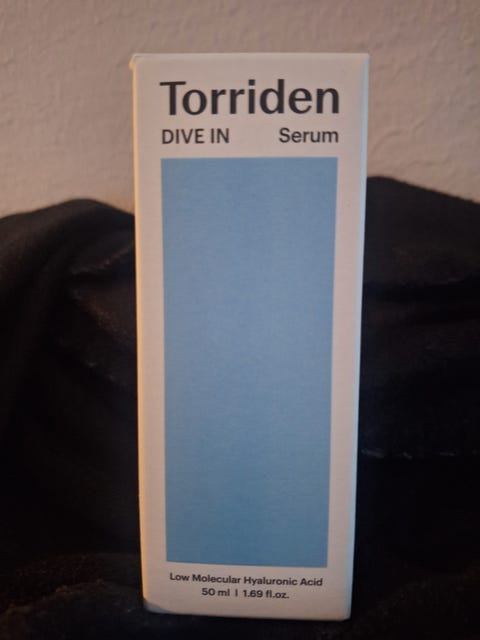 Torriden
DIVE IN Serum
Low Molecular Hyaluronic Acid
50 ml | 1.69 fl.oz.